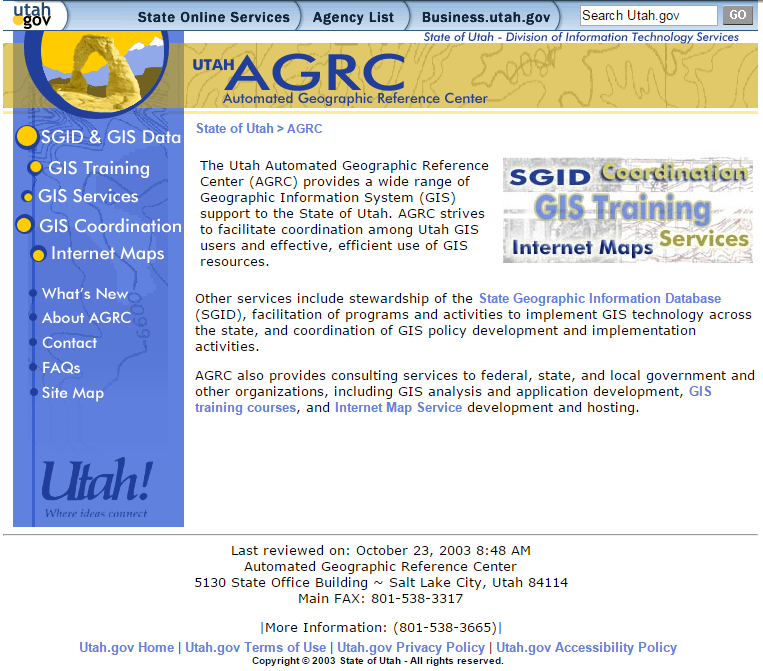 utah
.gov
State Online Services
Agency List
Business.utah.gov
Search Utah.gov
GO
State of Utah - Division of Information Technology Services
UTAH AGRC
Automated Geographic Reference Center
SGID & GIS Data
GIS Training
GIS Services
GIS Coordination
Internet Maps
What's New
About AGRC
Contact
FAQs
Site Map
Utah!
Where ideas connect
State of Utah > AGRC
The Utah Automated Geographic Reference
Center (AGRC) provides a wide range of
Geographic Information System (GIS)
support to the State of Utah. AGRC strives
to facilitate coordination among Utah GIS
users and effective, efficient use of GIS
resources.
SGID Coordination
GIS Training
Internet Maps Services
Other services include stewardship of the State Geographic Information Database
(SGID), facilitation of programs and activities to implement GIS technology across
the state, and coordination of GIS policy development and implementation
activities.
AGRC also provides consulting services to federal, state, and local government and
other organizations, including GIS analysis and application development, GIS
training courses, and Internet Map Service development and hosting.
Last reviewed on: October 23, 2003 8:48 AM
Automated Geographic Reference Center
5130 State Office Building ~ Salt Lake City, Utah 84114
Main FAX: 801-538-3317
|More Information: (801-538-3665)|
Utah.gov Home | Utah.gov Terms of Use | Utah.gov Privacy Policy | Utah.gov Accessibility Policy
Copyright © 2003 State of Utah - All rights reserved.